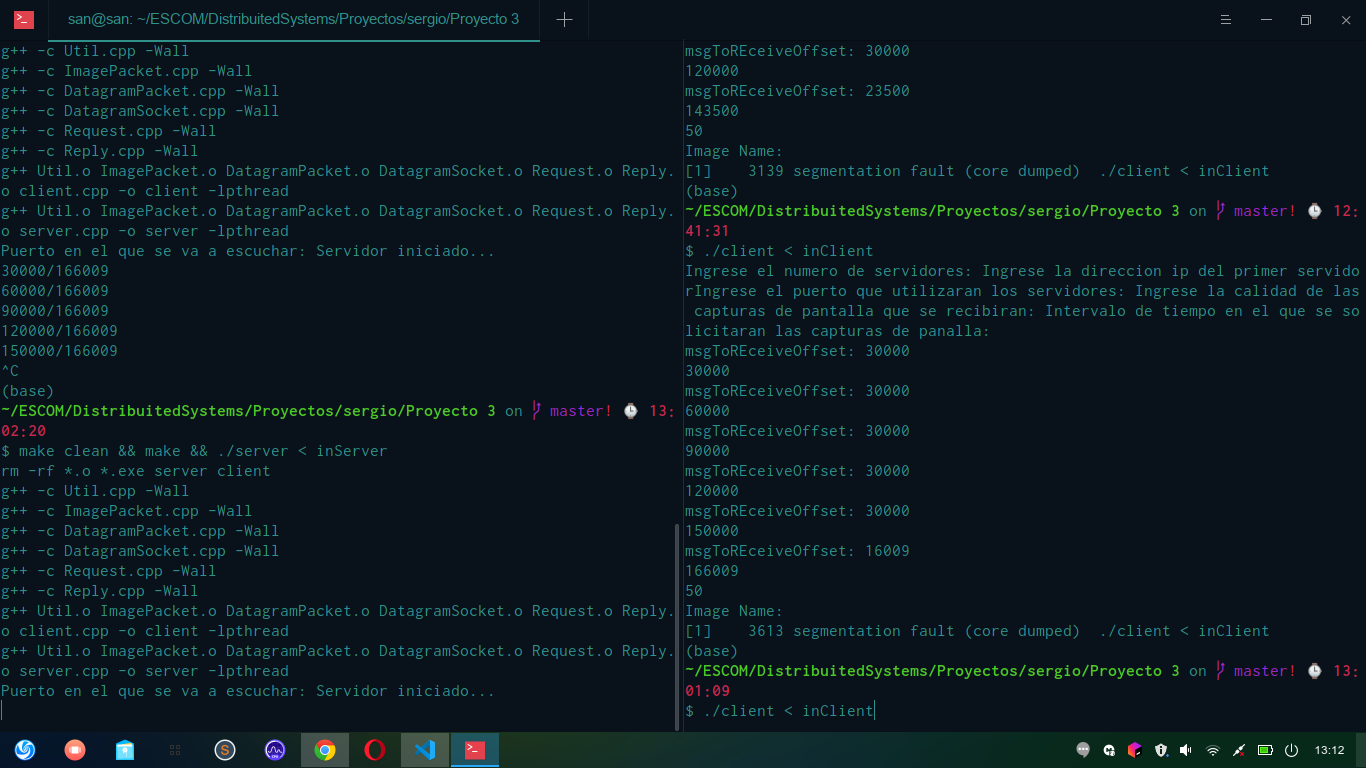 san@san: ~/ESCOM/DistribuitedSystems/Proyectos/sergio/Proyecto 3
g++ -c Util.cpp -Wall
g++ -c ImagePacket.cpp -Wall
g++ -c DatagramPacket.cpp -Wall
g++ -c DatagramSocket.cpp -Wall
g++ -c Request.cpp -Wall
g++ -c Reply.cpp -Wall
g++ Util.o ImagePacket.o DatagramPacket.o DatagramSocket.o Request.o Reply.
o client.cpp -o client -lpthread
g++ Util.o ImagePacket.o DatagramPacket.o DatagramSocket.o Request.o Reply.
o server.cpp -o server -lpthread
Puerto en el que se va a escuchar: Servidor iniciado...
30000/166009
60000/166009
90000/166009
120000/166009
150000/166009
^C
(base)
~/ESCOM/DistribuitedSystems/Proyectos/sergio/Proyecto 3 on master! 13:
02:20
$ make clean && make && ./server < inServer
rm -rf *.o *.exe server client
g++ -c Util.cpp -Wall
g++ -c ImagePacket.cpp -Wall
g++ -c DatagramPacket.cpp -Wall
g++ -c DatagramSocket.cpp -Wall
g++ -c Request.cpp -Wall
g++ -c Reply.cpp -Wall
g++ Util.o ImagePacket.o DatagramPacket.o DatagramSocket.o Request.o Reply.
o client.cpp -o client -lpthread
g++ Util.o ImagePacket.o DatagramPacket.o DatagramSocket.o Request.o Reply.
o server.cpp -o server -lpthread
Puerto en el que se va a escuchar: Servidor iniciado...
msgToREceiveOffset: 30000
120000
msgToREceiveOffset: 23500
143500
50
Image Name:
[1]    3139 segmentation fault (core dumped)  ./client < inClient
(base)
~/ESCOM/DistribuitedSystems/Proyectos/sergio/Proyecto 3 on master! 12:
41:31
$ ./client < inClient
Ingrese el numero de servidores: Ingrese la direccion ip del primer servido
rIngrese el puerto que utilizaran los servidores: Ingrese la calidad de las
 capturas de pantalla que se recibiran: Intervalo de tiempo en el que se so
licitaran las capturas de panalla:
msgToREceiveOffset: 30000
30000
msgToREceiveOffset: 30000
60000
msgToREceiveOffset: 30000
90000
msgToREceiveOffset: 30000
120000
msgToREceiveOffset: 30000
150000
msgToREceiveOffset: 16009
166009
50
Image Name:
[1]    3613 segmentation fault (core dumped)  ./client < inClient
(base)
~/ESCOM/DistribuitedSystems/Proyectos/sergio/Proyecto 3 on master! 13:
01:09
$ ./client < inClient
13:12